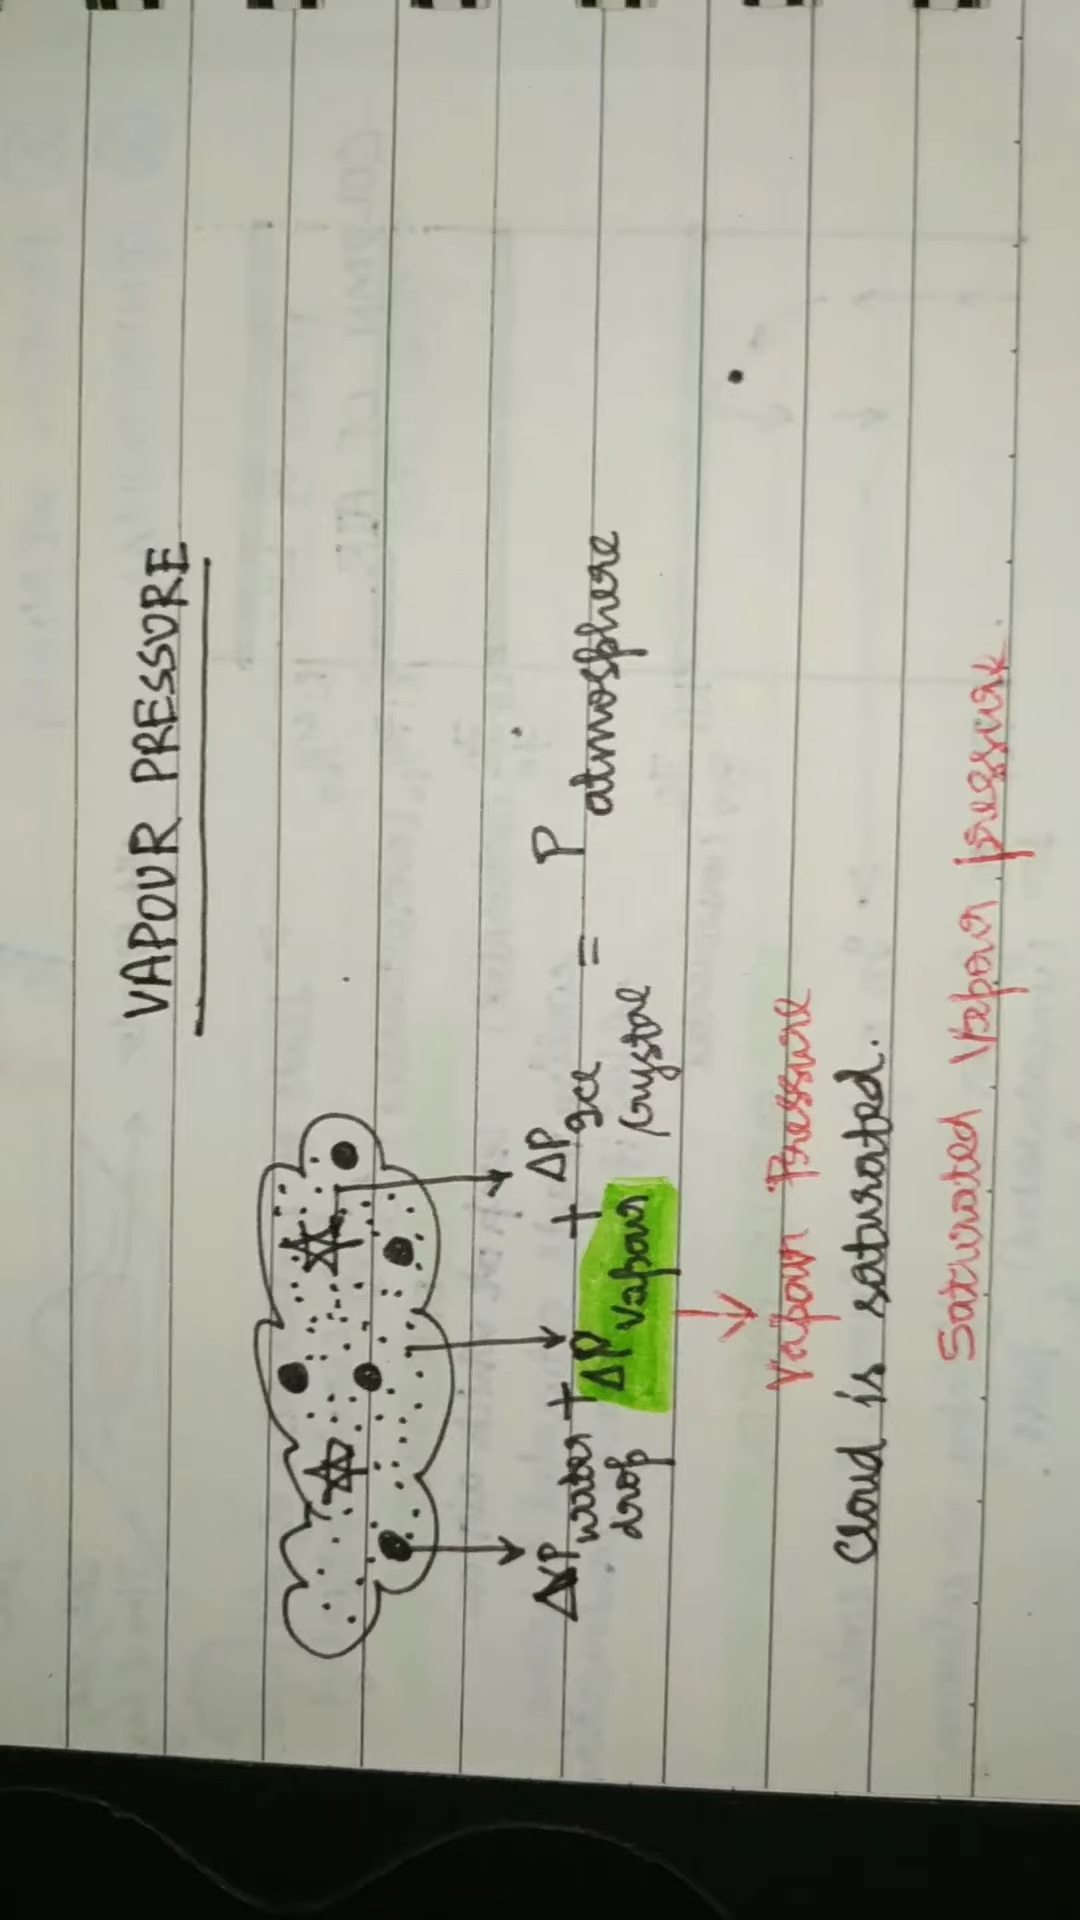 VAPOUR PRESSURE
ΔP water drop + ΔP vapour + ΔP Ice crystal = P atmosphere
Vapour Pressure
Cloud is saturated.
Saturated Vapour pressure.